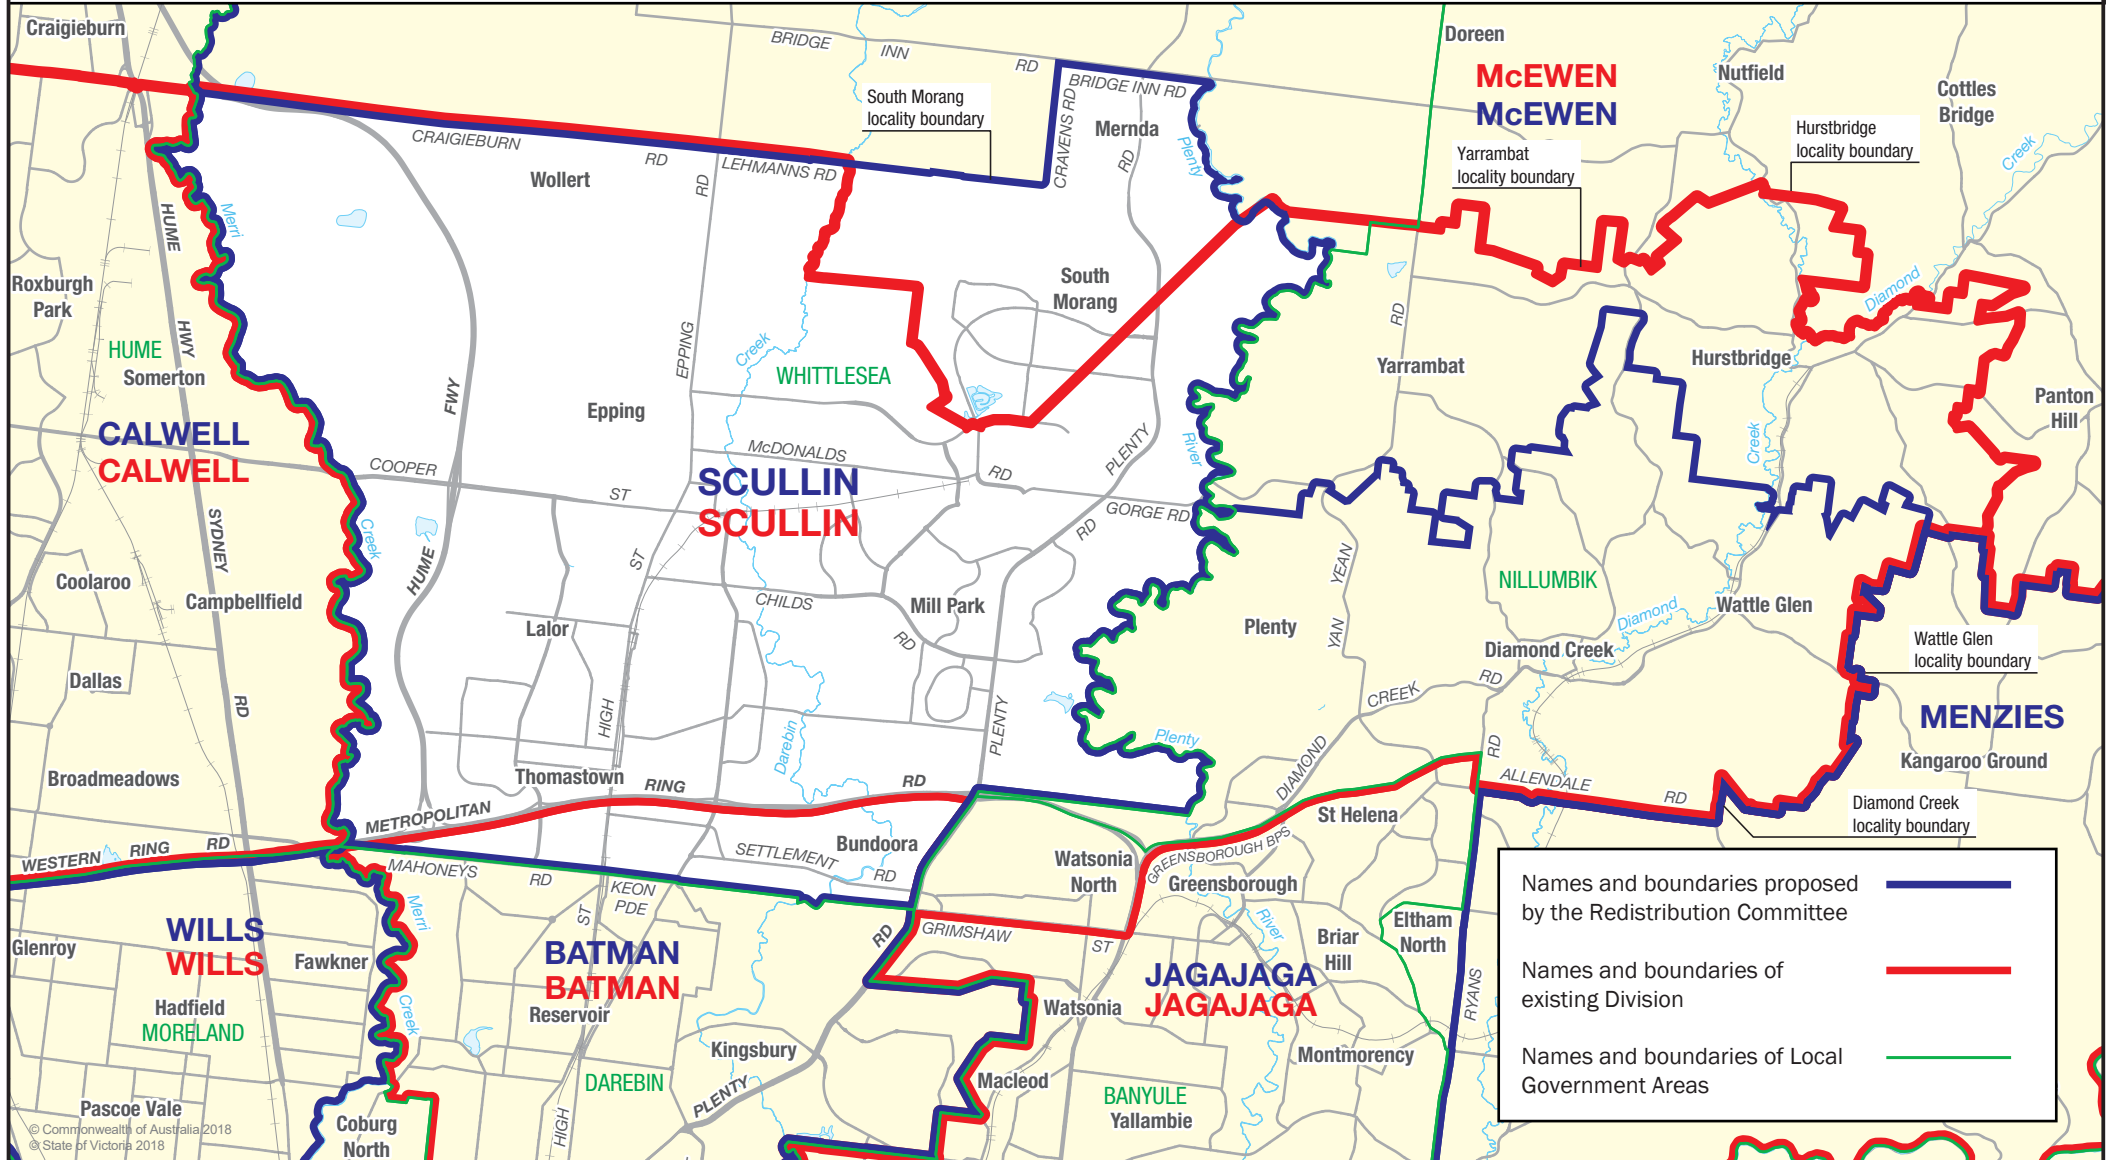 Craigieburn
BRIDGE INN RD
Doreen
McEWEN
McEWEN
Nutfield
Cottles
Bridge
South Morang
locality boundary
BRIDGE INN RD
CRAVENS RD
Mernda
RD
Plenty
Yarrambat
locality boundary
Hurstbridge
locality boundary
Creek
CRAIGIEBURN
RD
LEHMANNS RD
Wollert
RD
HUME
Merri
Roxburgh
Park
HWY
HUME
Somerton
South
Morang
Diamond
RD
Yarrambat
Hurstbridge
Panton
Hill
EPPING
Creek
WHITTLESEA
FWY
Epping
CALWELL
CALWELL
COOPER
ST
McDONALDS
RD
PLENTY
River
Creek
SCULLIN
SCULLIN
GORGE RD
RD
SYDNEY
Creek
HUME
ST
Coolaroo
Campbellfield
YEAN
NILLUMBIK
CHILDS
RD
Mill Park
Lalor
Plenty
YAN
Diamond
Wattle Glen
Diamond Creek
Wattle Glen
locality boundary
Dallas
RD
HIGH
CREEK
RD
MENZIES
Darebin
PLENTY
Plenty
DIAMOND
RD
Kangaroo Ground
Broadmeadows
Thomastown
RING
RD
ALLENDALE
RD
METROPOLITAN
St Helena
Diamond Creek
locality boundary
WESTERN RING RD
MAHONEYS
RD
SETTLEMENT
RD
Bundoora
Watsonia
North
GREENSBOROUGH BPS
Greensborough
KEON
PDE
ST
Merri
WILLS
WILLS
Glenroy
Fawkner
BATMAN
BATMAN
RD
GRIMSHAW
ST
River
Briar
Hill
Eltham
North
JAGAJAGA
JAGAJAGA
RYANS
Hadfield
MORELAND
Creek
Reservoir
Watsonia
Kingsbury
Montmorency
DAREBIN
PLENTY
Macleod
BANYULE
Yallambie
Pascoe Vale
HIGH
Coburg
North
Names and boundaries proposed
by the Redistribution Committee
Names and boundaries of
existing Division
Names and boundaries of Local
Government Areas
© Commonwealth of Australia 2018
© State of Victoria 2018